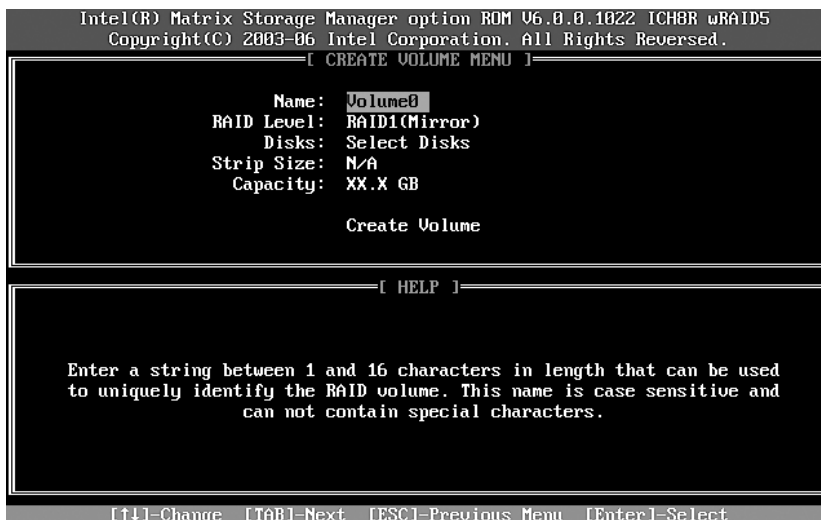 Intel(R) Matrix Storage Manager option ROM V6.0.0.1022 ICH8R wRAID5
Copyright(C) 2003-06 Intel Corporation. All Rights Reversed.
[ CREATE VOLUME MENU ]
Name: Volume0
RAID Level: RAID1(Mirror)
Disks: Select Disks
Strip Size: N/A
Capacity: XX.X GB
Create Volume
[ HELP ]
Enter a string between 1 and 16 characters in length that can be used
to uniquely identify the RAID volume. This name is case sensitive and
can not contain special characters.
[↑↓]-Change [TAB]-Next [ESC]-Previous Menu [Enter]-Select